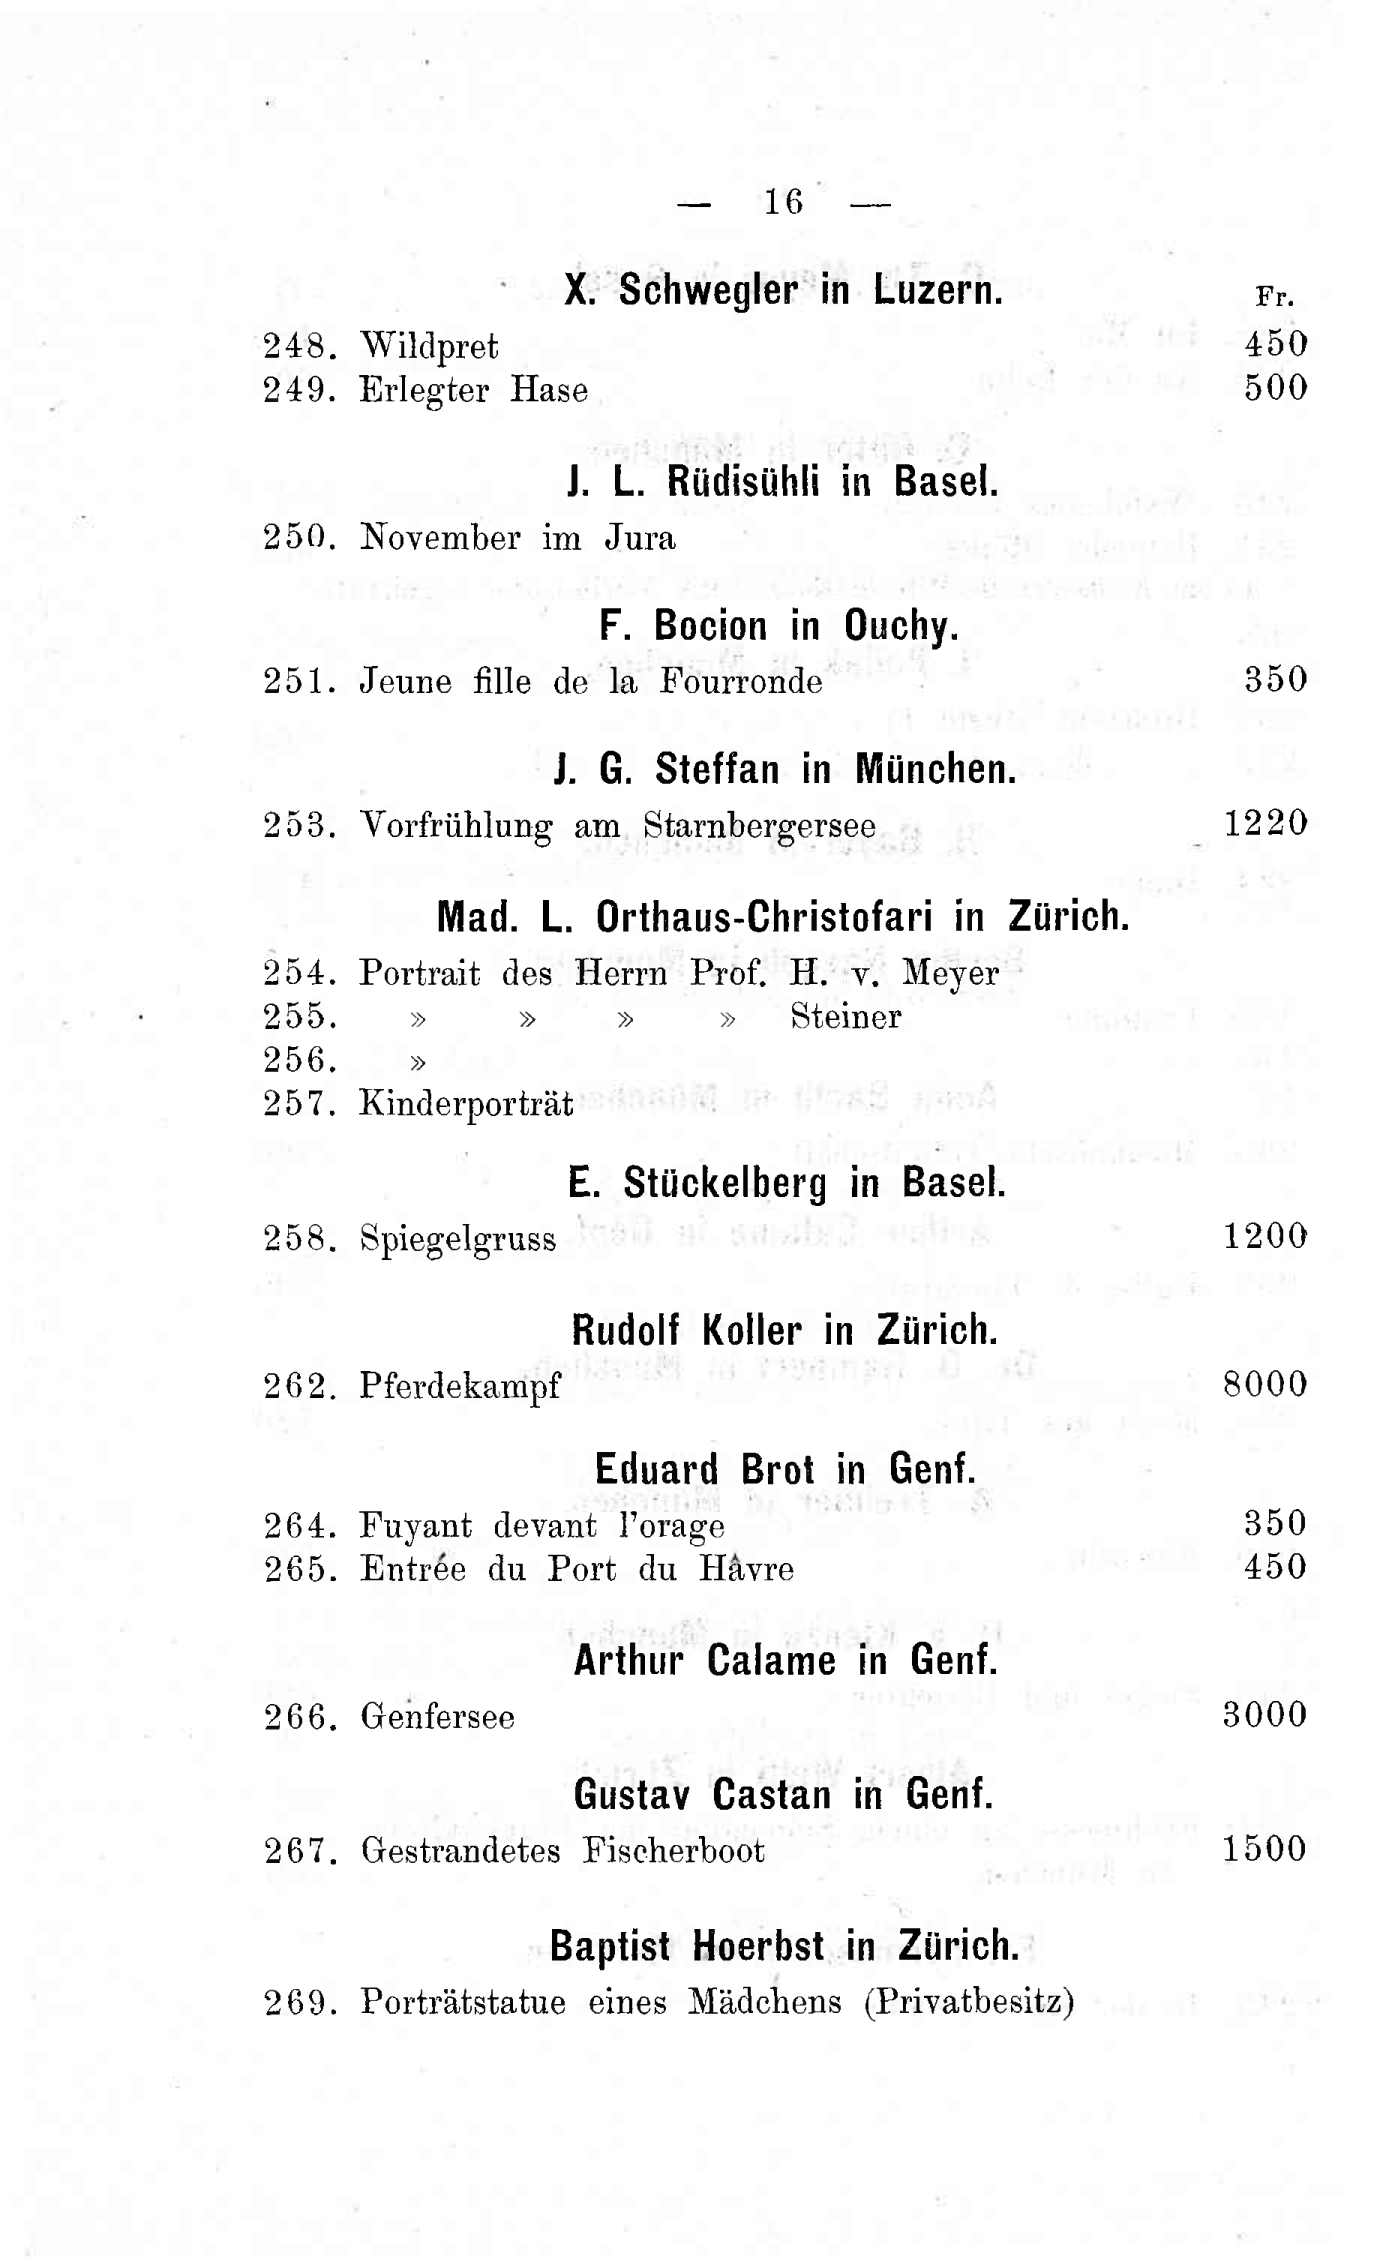 — 16 —
X. Schwegler in Luzern. Fr.
248. Wildpret 450
249. Erlegter Hase 500
J. L. Rüdisühli in Basel.
250. November im Jura
F. Bocion in Ouchy.
251. Jeune fille de la Fourronde 350
J. G. Steffan in München.
253. Vorfrühlung am Starnbergersee 1220
Mad. L. Orthaus-Christofari in Zürich.
254. Portrait des Herrn Prof. H. v. Meyer
255. » » » » Steiner
256. »
257. Kinderporträt
E. Stückelberg in Basel.
258. Spiegelgruss 1200
Rudolf Koller in Zürich.
262. Pferdekampf 8000
Eduard Brot in Genf.
264. Fuyant devant l’orage 350
265. Entrée du Port du Hâvre 450
Arthur Calame in Genf.
266. Genfersee 3000
Gustav Castan in Genf.
267. Gestrandetes Fischerboot 1500
Baptist Hoerbst in Zürich.
269. Porträtstatue eines Mädchens (Privatbesitz)